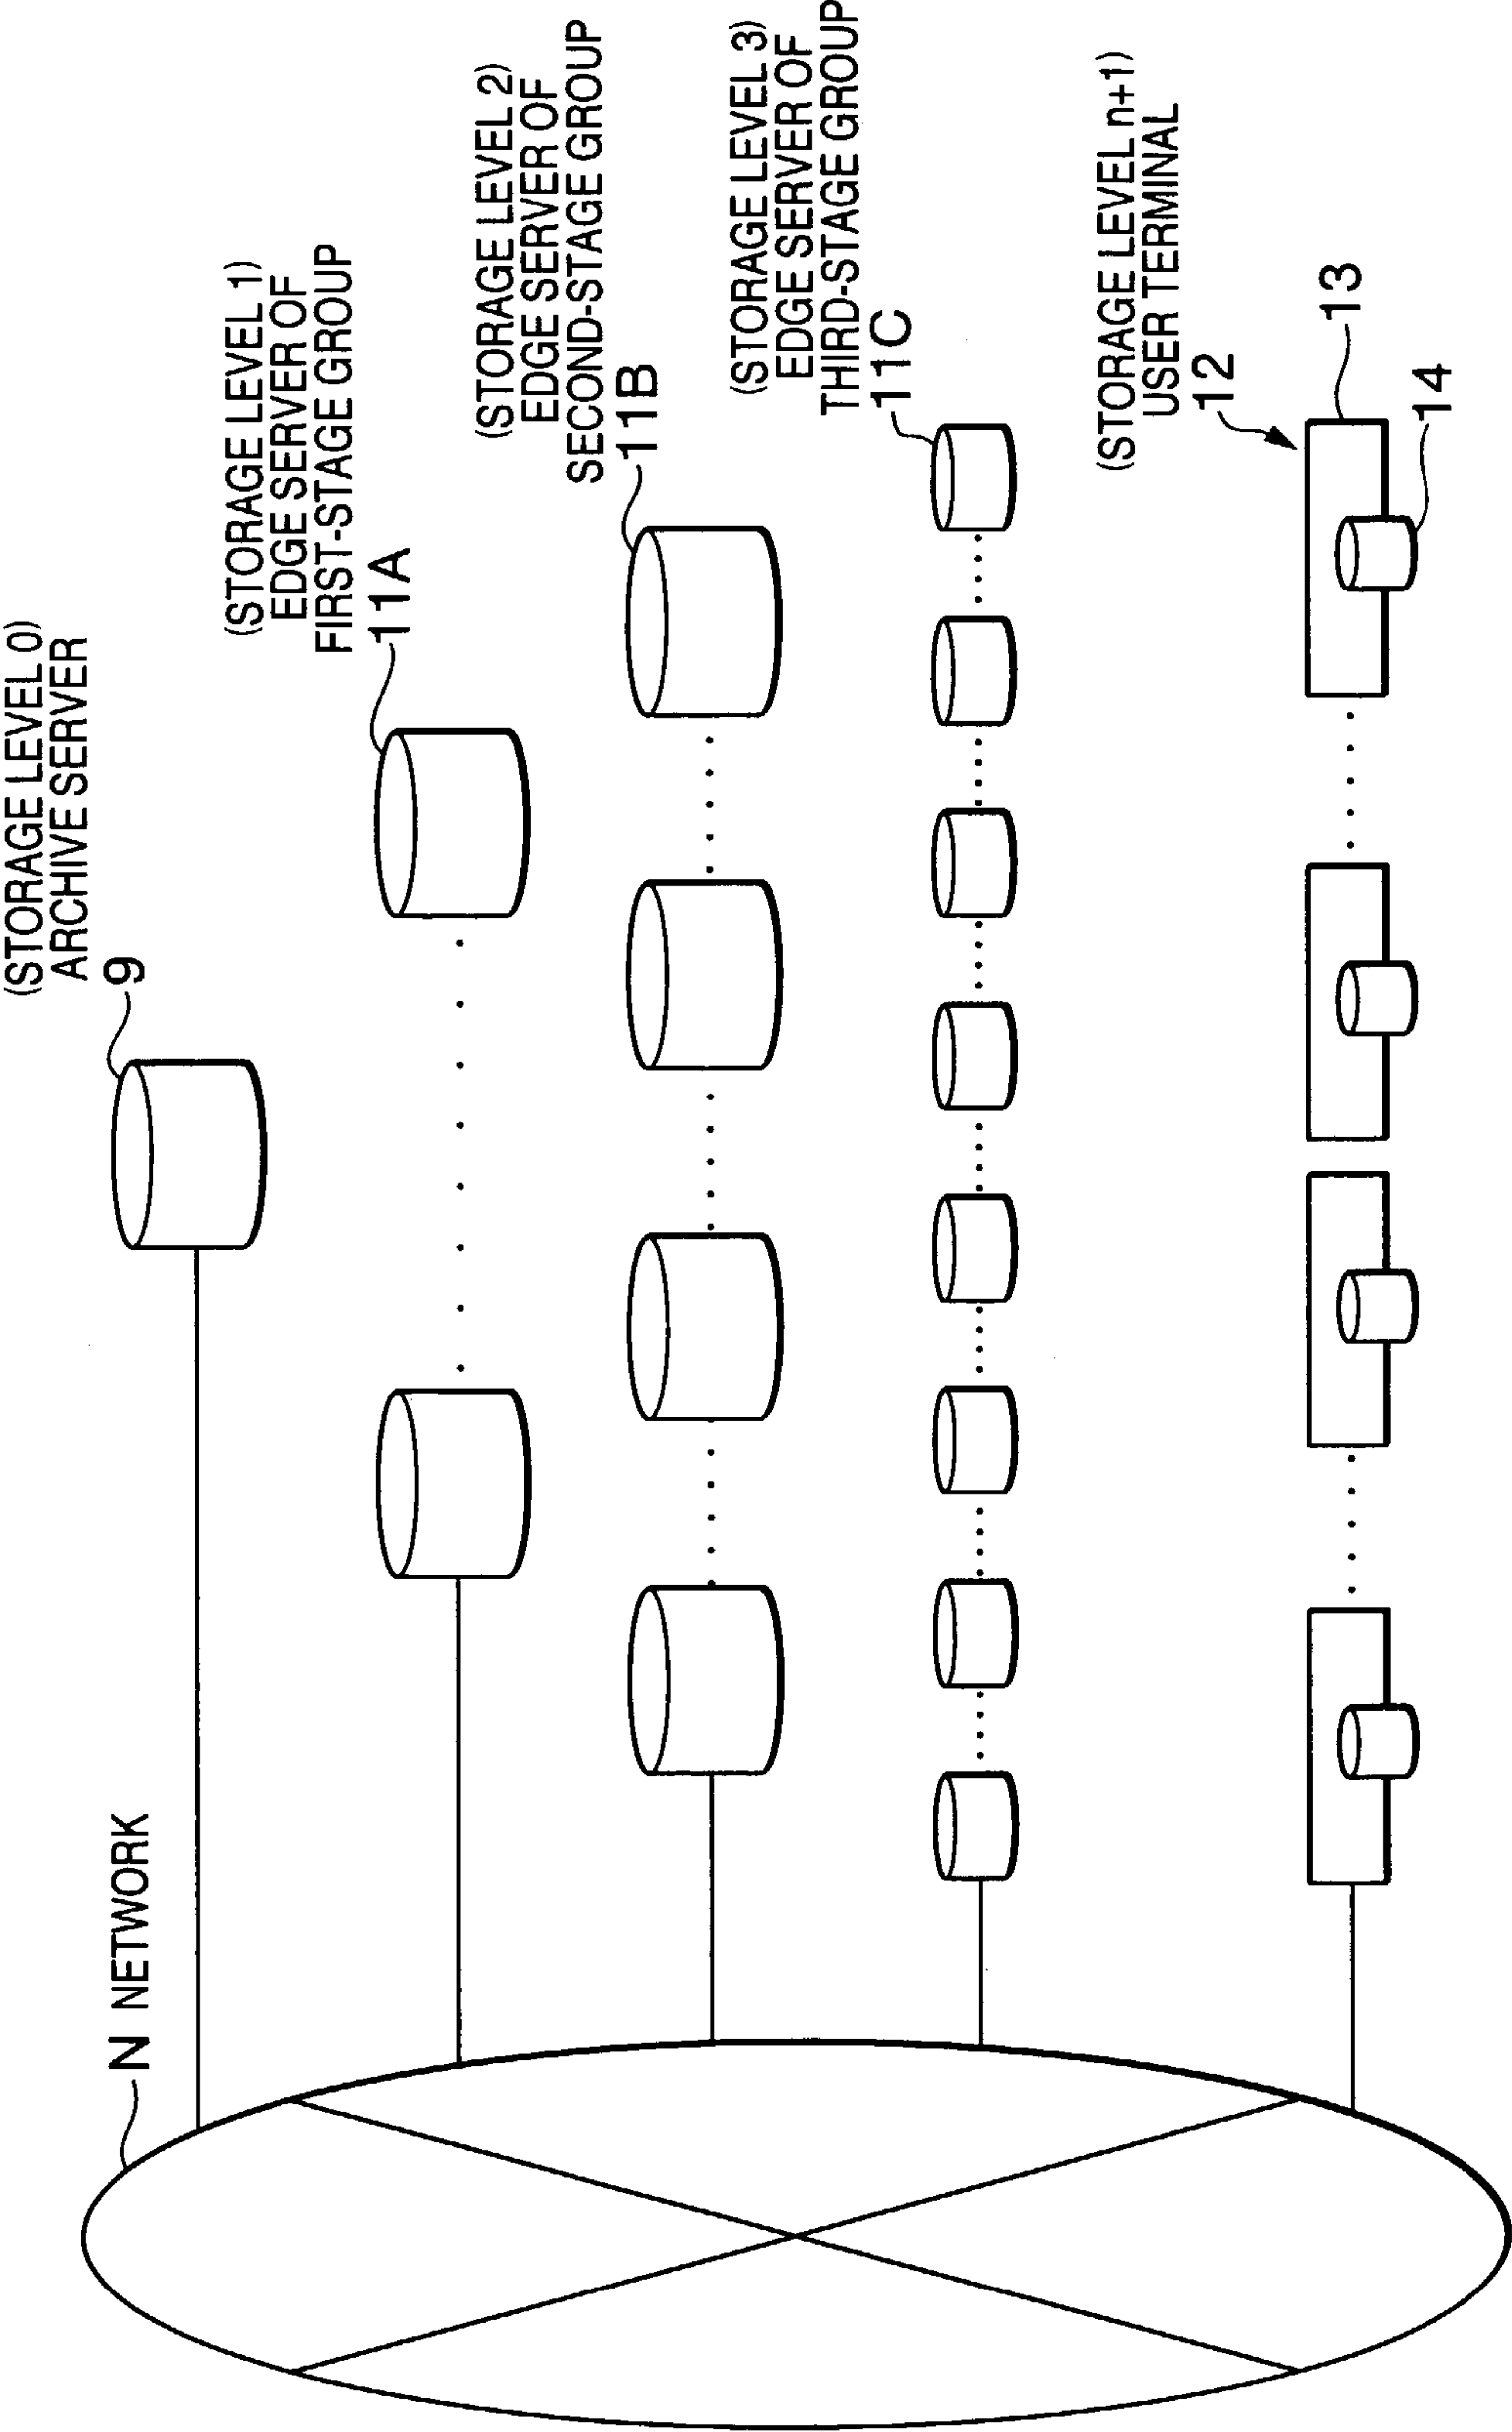 (STORAGE LEVEL 0)
ARCHIVE SERVER
9
(STORAGE LEVEL 1)
EDGE SERVER OF
FIRST-STAGE GROUP
11A
(STORAGE LEVEL 2)
EDGE SERVER OF
SECOND-STAGE GROUP
11B
(STORAGE LEVEL 3)
EDGE SERVER OF
THIRD-STAGE GROUP
11C
(STORAGE LEVEL n+1)
USER TERMINAL
12
13
14
N NETWORK